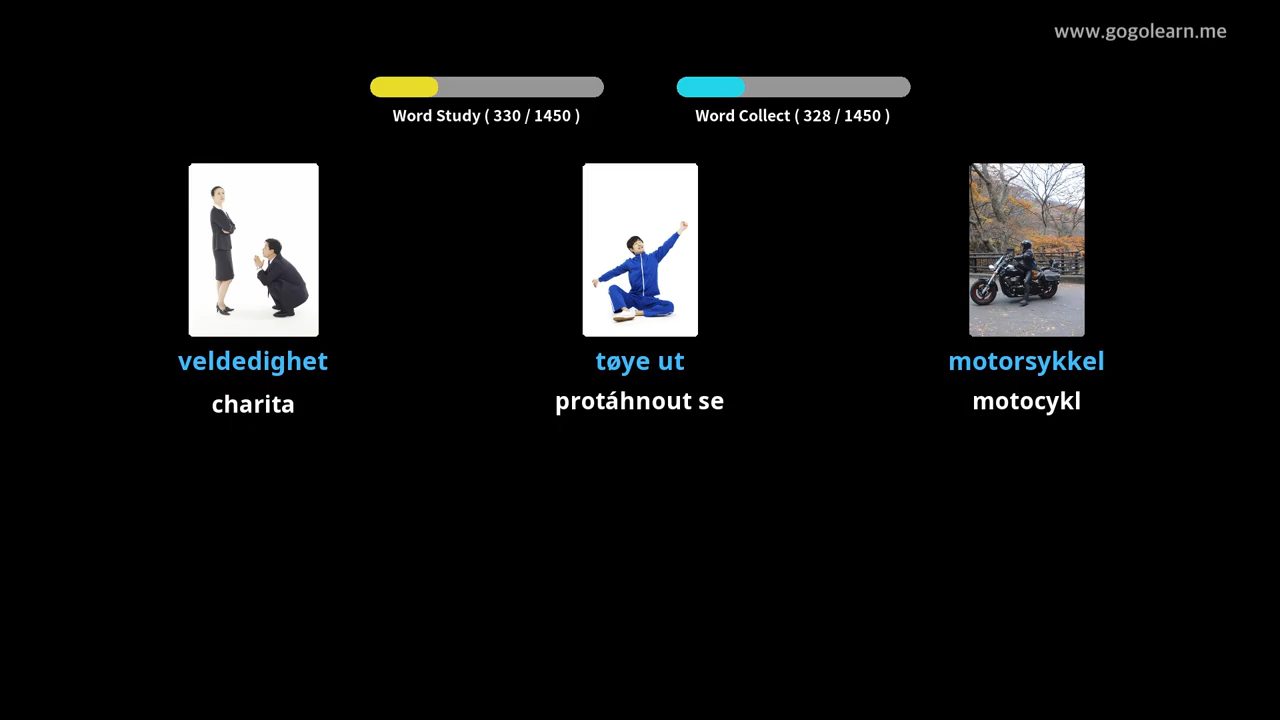 www.gogolearn.me
Word Study ( 330 / 1450 )
Word Collect ( 328 / 1450 )
veldedighet
tøye ut
motorsykkel
charita
protáhnout se
motocykl